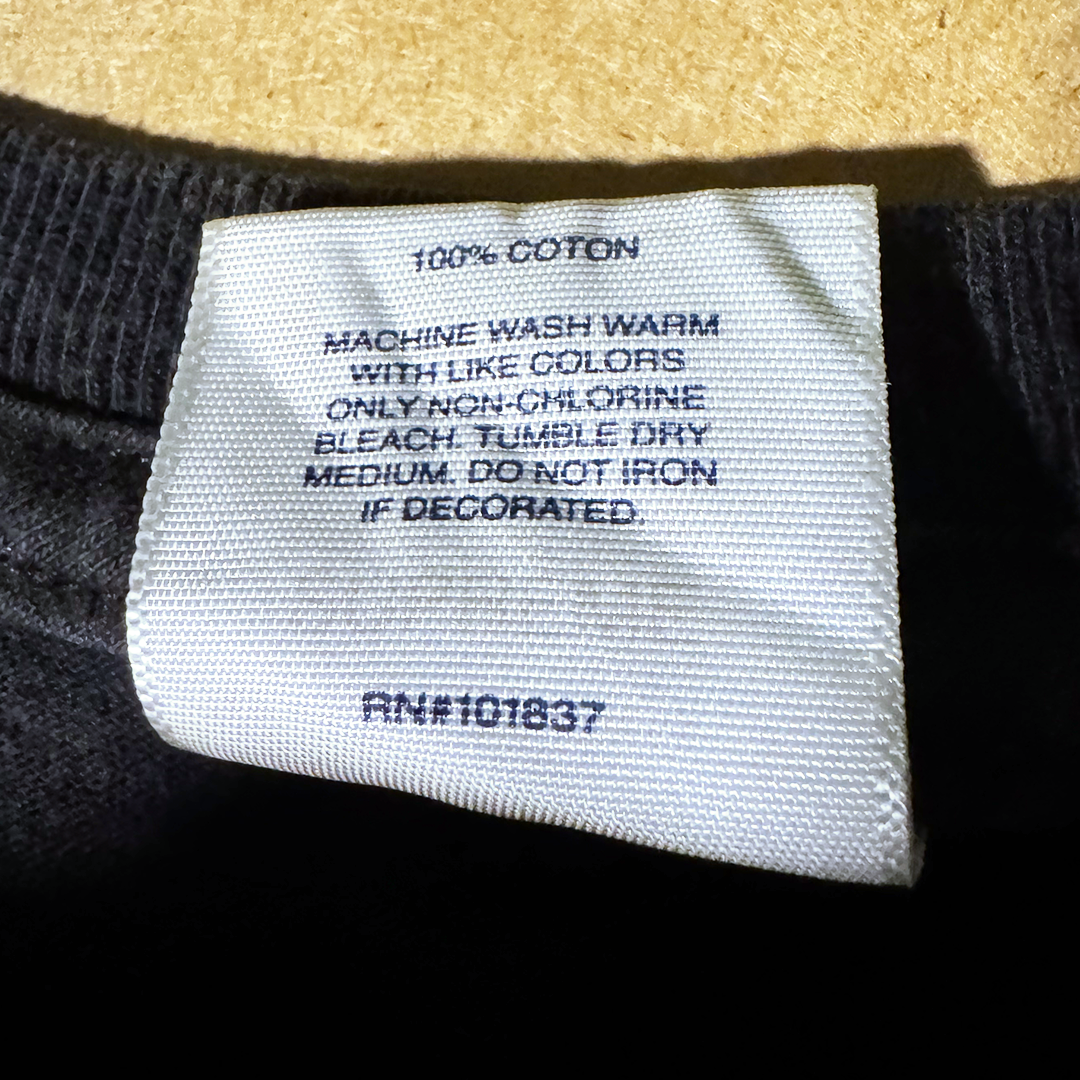 100% COTON
MACHINE WASH WARM
WITH LIKE COLORS
ONLY NON-CHLORINE
BLEACH. TUMBLE DRY
MEDIUM. DO NOT IRON
IF DECORATED.
RN#101837